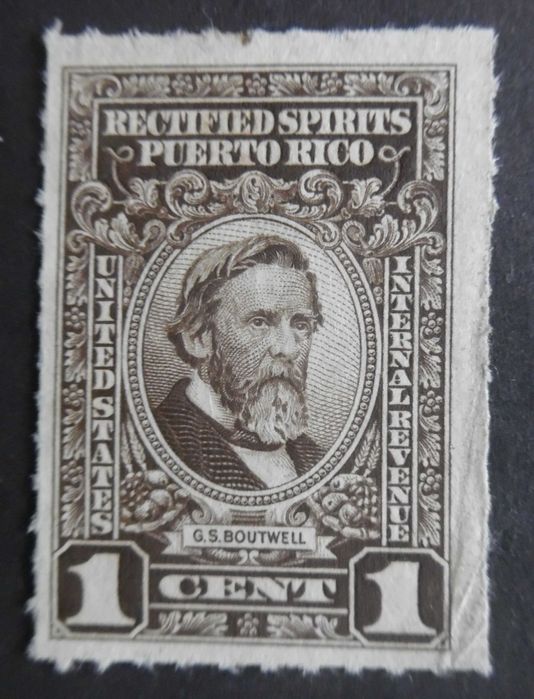 RECTIFIED SPIRITS
PUERTO RICO
UNITED STATES
INTERNAL REVENUE
G.S.BOUTWELL
1 CENT 1